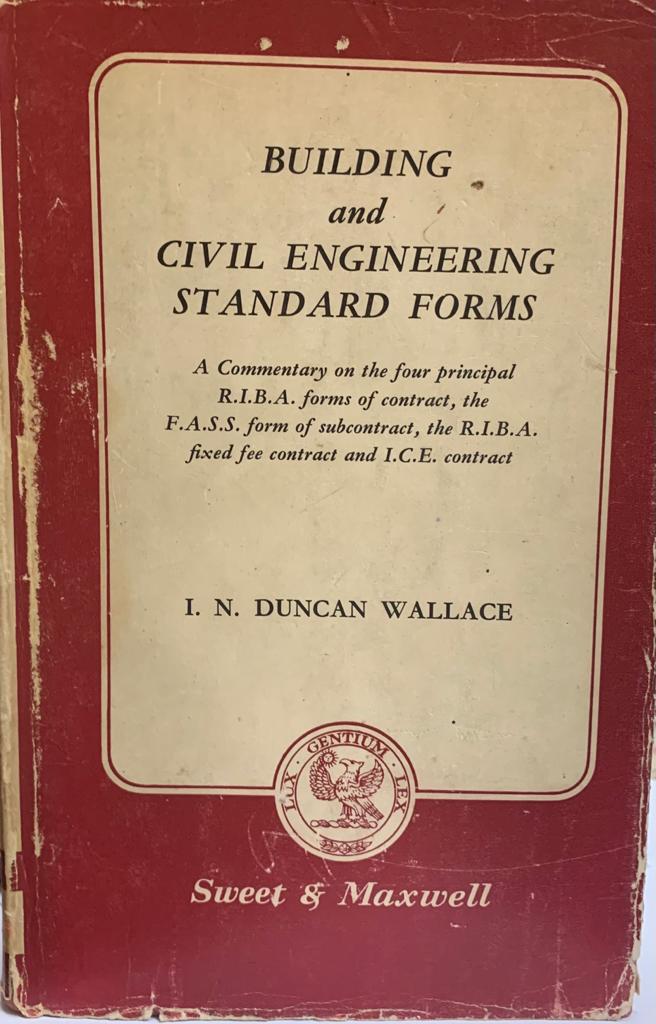 BUILDING
and
CIVIL ENGINEERING
STANDARD FORMS
A Commentary on the four principal
R.I.B.A. forms of contract, the
F.A.S.S. form of subcontract, the R.I.B.A.
fixed fee contract and I.C.E. contract
I. N. DUNCAN WALLACE
LUX · GENTIUM · LEX
Sweet & Maxwell